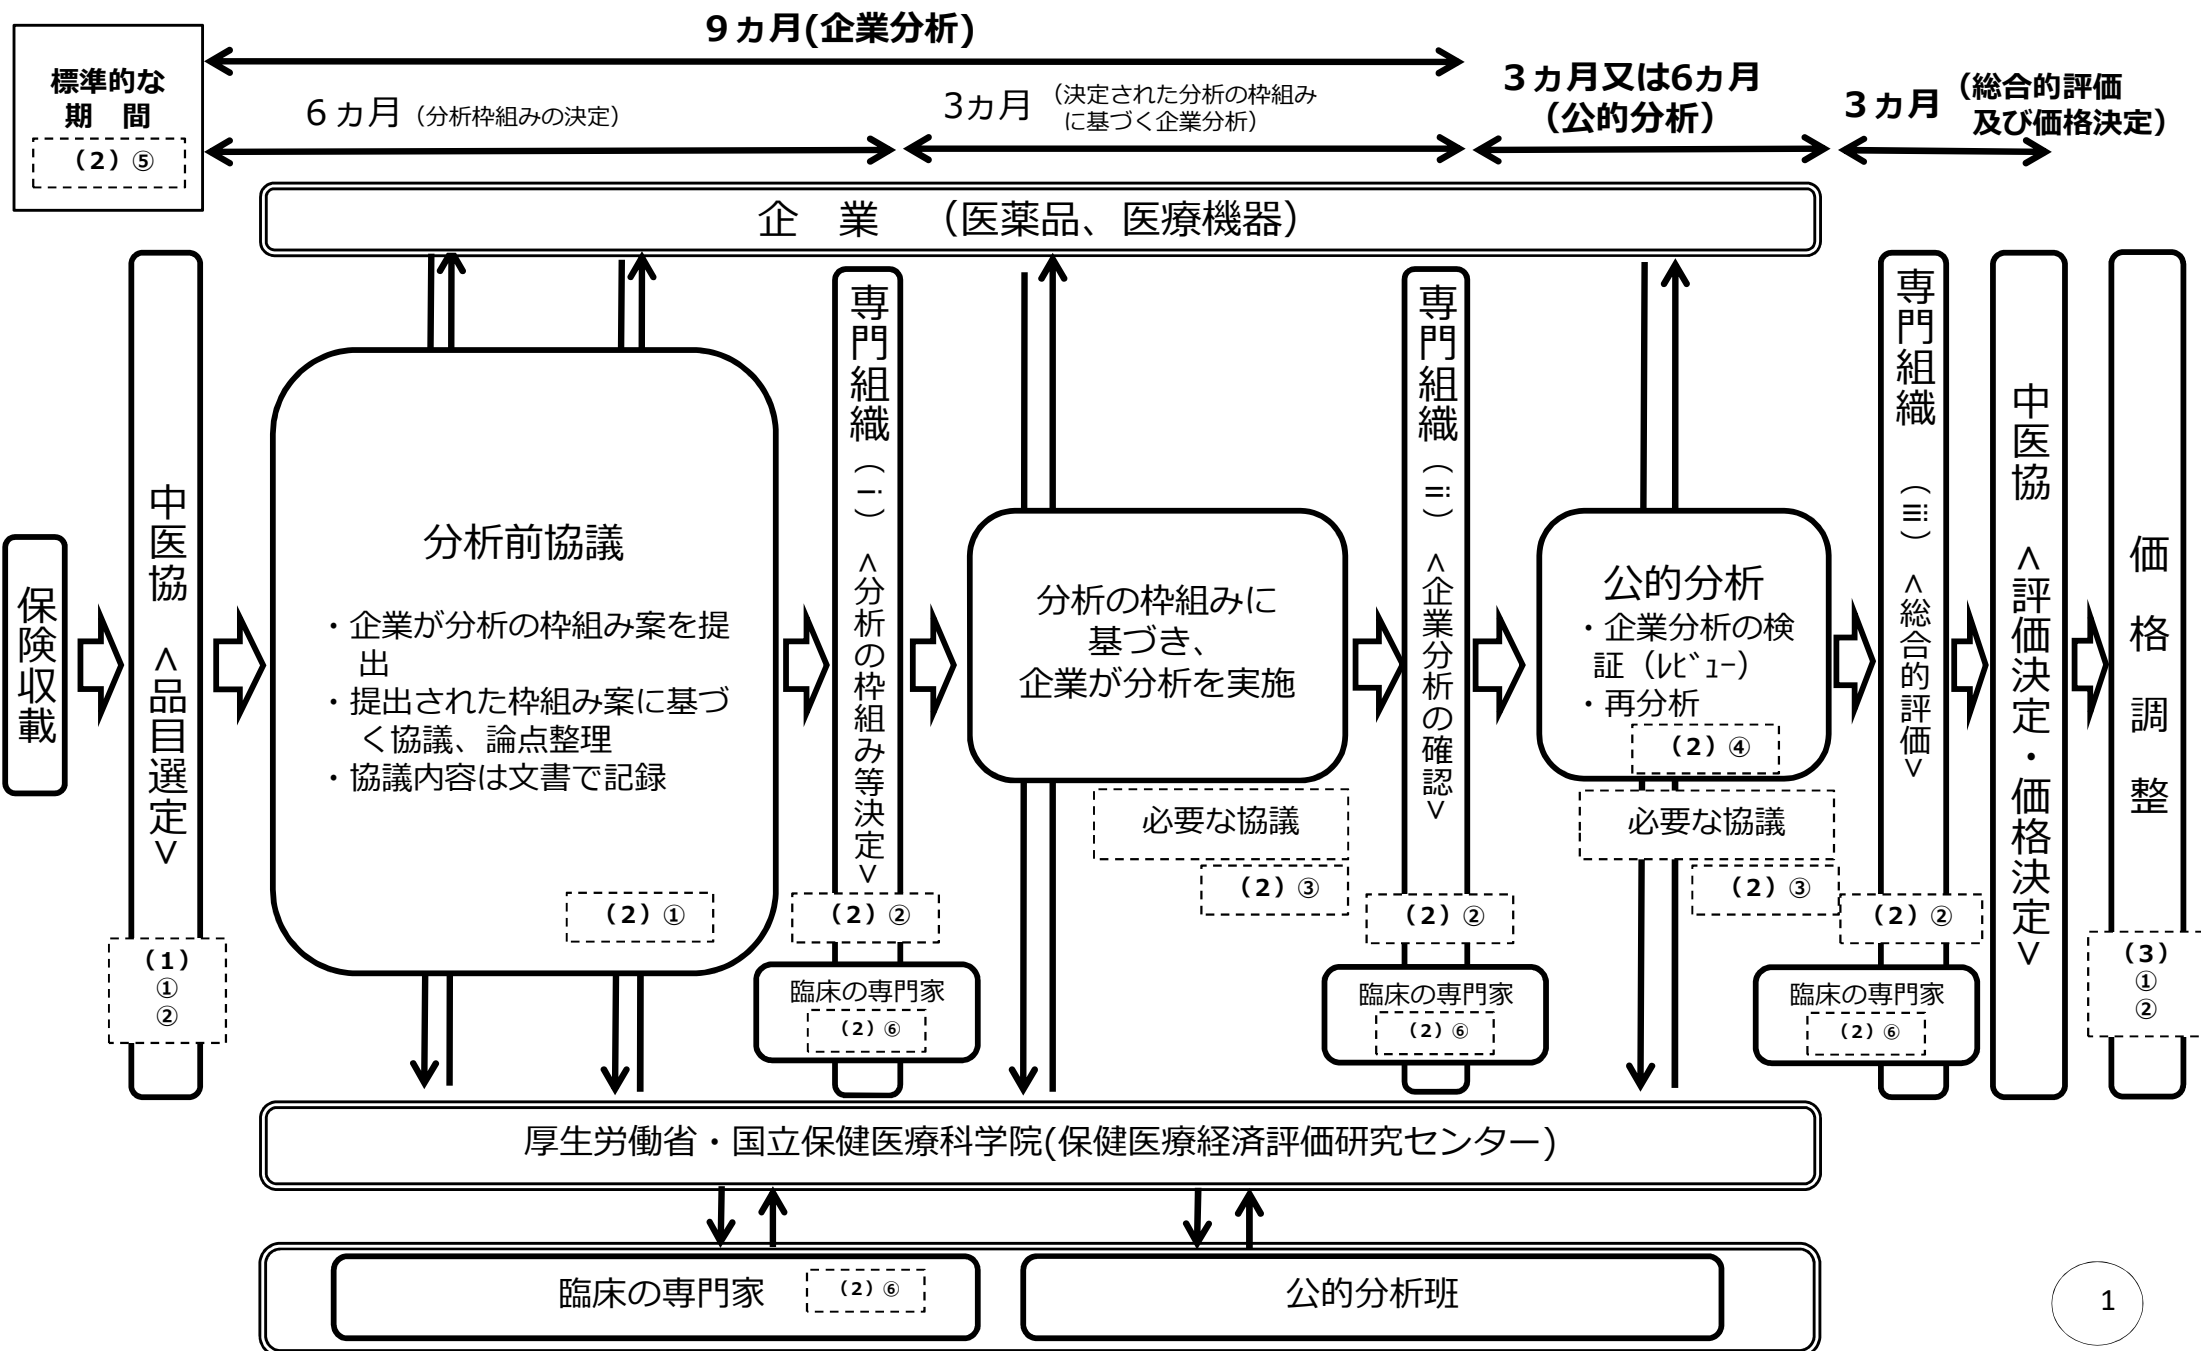 標準的な
期　間
（2）⑤
９ヵ月(企業分析)
６ヵ月（分析枠組みの決定）
3ヵ月（決定された分析の枠組み
に基づく企業分析）
３ヵ月又は6ヵ月
（公的分析）
３ヵ月（総合的評価
及び価格決定）
企　業　（医薬品、医療機器）
保険収載
中医協　＜品目選定＞
（1）
①
②
分析前協議
・企業が分析の枠組み案を提
出
・提出された枠組み案に基づ
く協議、論点整理
・協議内容は文書で記録
（2）①
専門組織（ⅰ）＜分析の枠組み等決定＞
（2）②
臨床の専門家
（2）⑥
分析の枠組みに
基づき、
企業が分析を実施
必要な協議
（2）③
専門組織（ⅱ）＜企業分析の確認＞
（2）②
臨床の専門家
（2）⑥
公的分析
・企業分析の検
証（ﾚﾋﾞｭｰ）
・再分析
（2）④
必要な協議
（2）③
専門組織　（ⅲ）＜総合的評価＞
（2）②
臨床の専門家
（2）⑥
中医協　＜評価決定・価格決定＞
価格調整
（3）
①
②
厚生労働省・国立保健医療科学院(保健医療経済評価研究センター)
臨床の専門家
（2）⑥
公的分析班
1